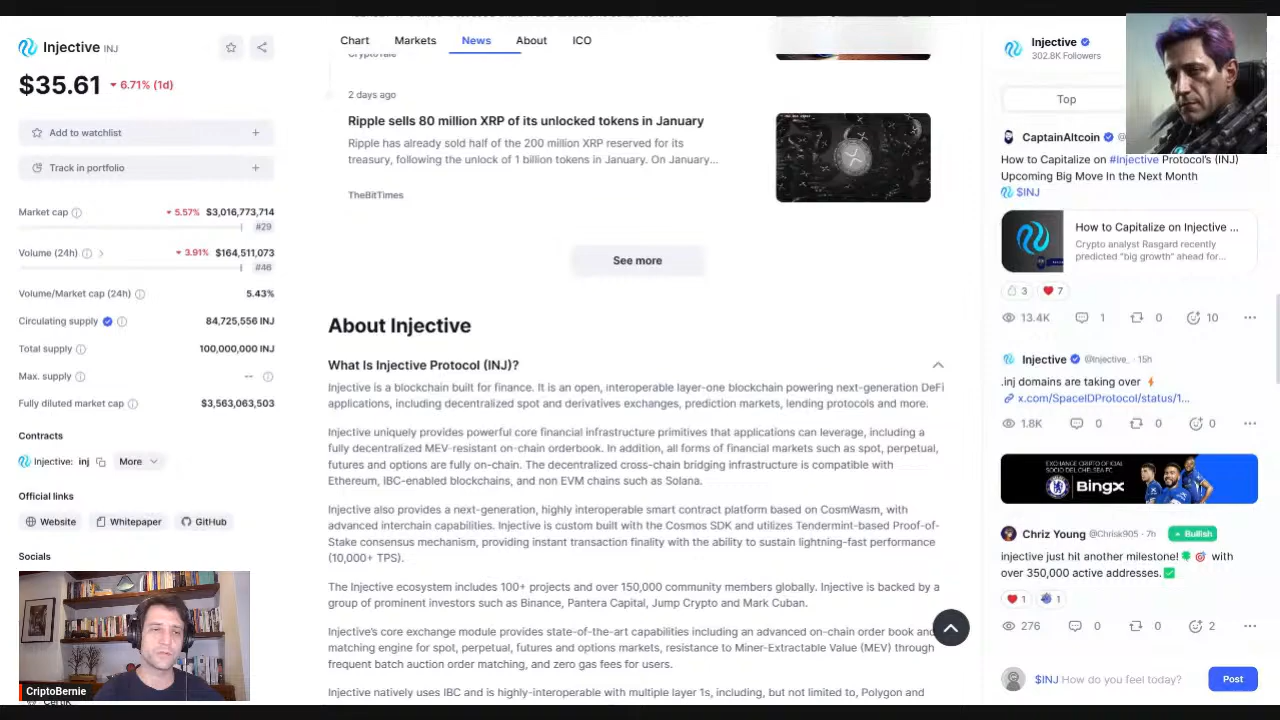 Injective INJ
$35.61 6.71% (1d)
Add to watchlist
Track in portfolio
Market cap 5.57% $3,016,773,714
#29
Volume (24h) 3.91% $164,511,073
#46
Volume/Market cap (24h) 5.43%
Circulating supply 84,725,556 INJ
Total supply 100,000,000 INJ
Max. supply --
Fully diluted market cap $3,563,063,503
Contracts
Injective: inj More
Official links
Website Whitepaper GitHub
Socials
CriptoBernie
CertiK
Chart Markets News About ICO
2 days ago
Ripple sells 80 million XRP of its unlocked tokens in January
Ripple has already sold half of the 200 million XRP reserved for its
treasury, following the unlock of 1 billion tokens in January. On January...
TheBitTimes
See more
About Injective
What Is Injective Protocol (INJ)?
Injective is a blockchain built for finance. It is an open, interoperable layer-one blockchain powering next-generation DeFi
applications, including decentralized spot and derivatives exchanges, prediction markets, lending protocols and more.
Injective uniquely provides powerful core financial infrastructure primitives that applications can leverage, including a
fully decentralized MEV-resistant on-chain orderbook. In addition, all forms of financial markets such as spot, perpetual,
futures and options are fully on-chain. The decentralized cross-chain bridging infrastructure is compatible with
Ethereum, IBC-enabled blockchains, and non EVM chains such as Solana.
Injective also provides a next-generation, highly interoperable smart contract platform based on CosmWasm, with
advanced interchain capabilities. Injective is custom built with the Cosmos SDK and utilizes Tendermint-based Proof-of-
Stake consensus mechanism, providing instant transaction finality with the ability to sustain lightning-fast performance
(10,000+ TPS).
The Injective ecosystem includes 100+ projects and over 150,000 community members globally. Injective is backed by a
group of prominent investors such as Binance, Pantera Capital, Jump Crypto and Mark Cuban.
Injective's core exchange module provides state-of-the-art capabilities including an advanced on-chain order book and
matching engine for spot, perpetual, futures and options markets, resistance to Miner-Extractable Value (MEV) through
frequent batch auction order matching, and zero gas fees for users.
Injective natively uses IBC and is highly-interoperable with multiple layer 1s, including, but not limited to, Polygon and
Injective
302.8K Followers
Top
CaptainAltcoin @
How to Capitalize on #Injective Protocol's (INJ)
Upcoming Big Move In the Next Month
$INJ
How to Capitalize on Injective ...
Crypto analyst Rasgard recently
predicted "big growth" ahead for...
3 7
13.4K 1 0 10
Injective @Injective_ · 15h
.inj domains are taking over
x.com/SpaceIDProtocol/status/1...
1.8K 0 0 0
EXCHANGE CRIPTO OFICIAL
SOCIO DEL CHELSEA FC
BingX
Chriz Young @Chrisk905 · 7h Bullish
injective just hit another milestone! with
over 350,000 active addresses.
1 1
276 0 0 2
$INJ How do you feel today? Post